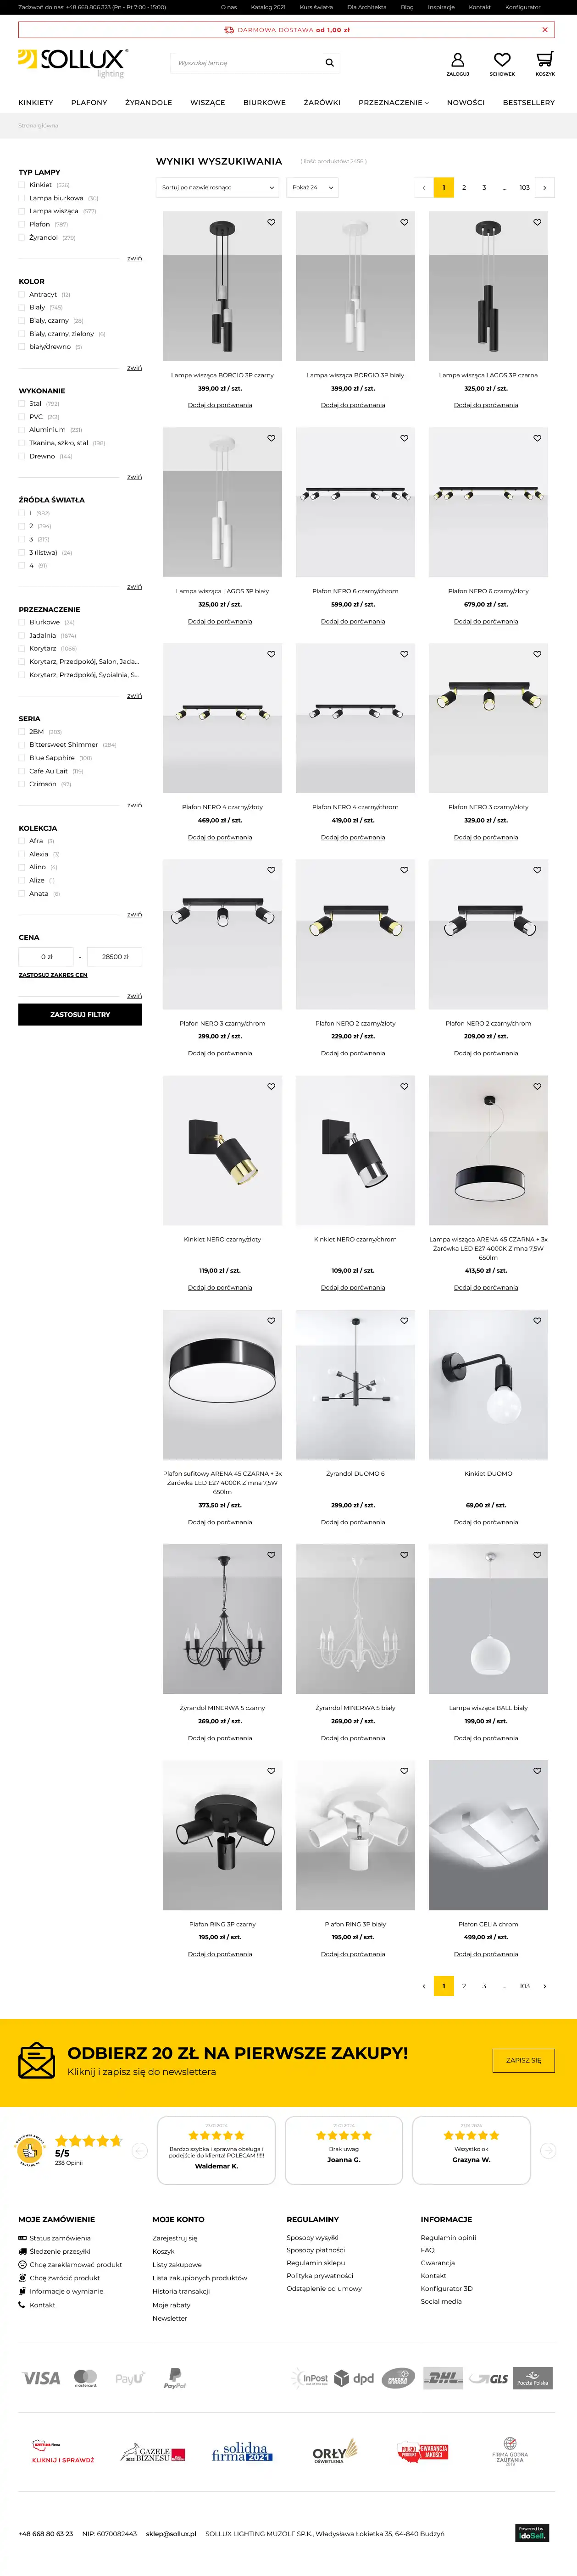 Zadzwoń do nas: +48 668 806 323 (Pn - Pt 7:00 - 15:00)
O nas Katalog 2021 Kurs światła Dla Architekta Blog Inspiracje Kontakt Konfigurator
DARMOWA DOSTAWA od 1,00 zł
SOLLUX
lighting
Wyszukaj lampę
ZALOGUJ SCHOWEK KOSZYK
KINKIETY PLAFONY ŻYRANDOLE WISZĄCE BIURKOWE ŻARÓWKI PRZEZNACZENIE NOWOŚCI BESTSELLERY
Strona główna
TYP LAMPY
Kinkiet (526)
Lampa biurkowa (30)
Lampa wisząca (577)
Plafon (787)
Żyrandol (279)
zwiń
KOLOR
Antracyt (12)
Biały (745)
Biały, czarny (28)
Biały, czarny, zielony (6)
biały/drewno (5)
zwiń
WYKONANIE
Stal (792)
PVC (263)
Aluminium (231)
Tkanina, szkło, stal (198)
Drewno (144)
zwiń
ŹRÓDŁA ŚWIATŁA
1 (982)
2 (394)
3 (317)
3 (listwa) (24)
4 (91)
zwiń
PRZEZNACZENIE
Biurkowe (24)
Jadalnia (1674)
Korytarz (1066)
Korytarz, Przedpokój, Salon, Jada...
Korytarz, Przedpokój, Sypialnia, S...
zwiń
SERIA
2BM (283)
Bittersweet Shimmer (284)
Blue Sapphire (108)
Cafe Au Lait (119)
Crimson (97)
zwiń
KOLEKCJA
Afra (3)
Alexia (3)
Alino (4)
Alize (1)
Anata (6)
zwiń
CENA
0 zł - 28500 zł
ZASTOSUJ ZAKRES CEN
zwiń
ZASTOSUJ FILTRY
WYNIKI WYSZUKIWANIA ( ilość produktów: 2458 )
Sortuj po nazwie rosnąco Pokaż 24
1 2 3 ... 103
Lampa wisząca BORGIO 3P czarny
399,00 zł / szt.
Dodaj do porównania
Lampa wisząca BORGIO 3P biały
399,00 zł / szt.
Dodaj do porównania
Lampa wisząca LAGOS 3P czarna
325,00 zł / szt.
Dodaj do porównania
Lampa wisząca LAGOS 3P biały
325,00 zł / szt.
Dodaj do porównania
Plafon NERO 6 czarny/chrom
599,00 zł / szt.
Dodaj do porównania
Plafon NERO 6 czarny/złoty
679,00 zł / szt.
Dodaj do porównania
Plafon NERO 4 czarny/złoty
469,00 zł / szt.
Dodaj do porównania
Plafon NERO 4 czarny/chrom
419,00 zł / szt.
Dodaj do porównania
Plafon NERO 3 czarny/złoty
329,00 zł / szt.
Dodaj do porównania
Plafon NERO 3 czarny/chrom
299,00 zł / szt.
Dodaj do porównania
Plafon NERO 2 czarny/złoty
229,00 zł / szt.
Dodaj do porównania
Plafon NERO 2 czarny/chrom
209,00 zł / szt.
Dodaj do porównania
Kinkiet NERO czarny/złoty
119,00 zł / szt.
Dodaj do porównania
Kinkiet NERO czarny/chrom
109,00 zł / szt.
Dodaj do porównania
Lampa wisząca ARENA 45 CZARNA + 3x
Żarówka LED E27 4000K Zimna 7,5W
650lm
413,50 zł / szt.
Dodaj do porównania
Plafon sufitowy ARENA 45 CZARNA + 3x
Żarówka LED E27 4000K Zimna 7,5W
650lm
373,50 zł / szt.
Dodaj do porównania
Żyrandol DUOMO 6
299,00 zł / szt.
Dodaj do porównania
Kinkiet DUOMO
69,00 zł / szt.
Dodaj do porównania
Żyrandol MINERWA 5 czarny
269,00 zł / szt.
Dodaj do porównania
Żyrandol MINERWA 5 biały
269,00 zł / szt.
Dodaj do porównania
Lampa wisząca BALL biały
199,00 zł / szt.
Dodaj do porównania
Plafon RING 3P czarny
195,00 zł / szt.
Dodaj do porównania
Plafon RING 3P biały
195,00 zł / szt.
Dodaj do porównania
Plafon CELIA chrom
499,00 zł / szt.
Dodaj do porównania
1 2 3 ... 103
ODBIERZ 20 ZŁ NA PIERWSZE ZAKUPY!
Kliknij i zapisz się do newslettera
ZAPISZ SIĘ
5/5
238 Opinii
Bardzo szybka i sprawna obsługa i
podejście do klienta! POLECAM !!!!!
Waldemar K.
Brak uwag
Joanna G.
Wszystko ok
Grazyna W.
MOJE ZAMÓWIENIE
Status zamówienia
Śledzenie przesyłki
Chcę zareklamować produkt
Chcę zwrócić produkt
Informacje o wymianie
Kontakt
MOJE KONTO
Zarejestruj się
Koszyk
Listy zakupowe
Lista zakupionych produktów
Historia transakcji
Moje rabaty
Newsletter
REGULAMINY
Sposoby wysyłki
Sposoby płatności
Regulamin sklepu
Polityka prywatności
Odstąpienie od umowy
INFORMACJE
Regulamin opinii
FAQ
Gwarancja
Kontakt
Konfigurator 3D
Social media
VISA mastercard PayU PayPal InPost dpd PACZKA W RUCHU DHL GLS Poczta Polska
KLIKNIJ I SPRAWDŹ
GAZELE BIZNESU
solidna firma 2021
ORŁY
OŚWIETLENIA
POLSKI PRODUKT GWARANCJA JAKOŚCI
FIRMA GODNA
ZAUFANIA
2019
+48 668 80 63 23 NIP: 6070082443 sklep@sollux.pl SOLLUX LIGHTING MUZOLF SP.K., Władysława Łokietka 35, 64-840 Budzyń
Powered by
IdoSell